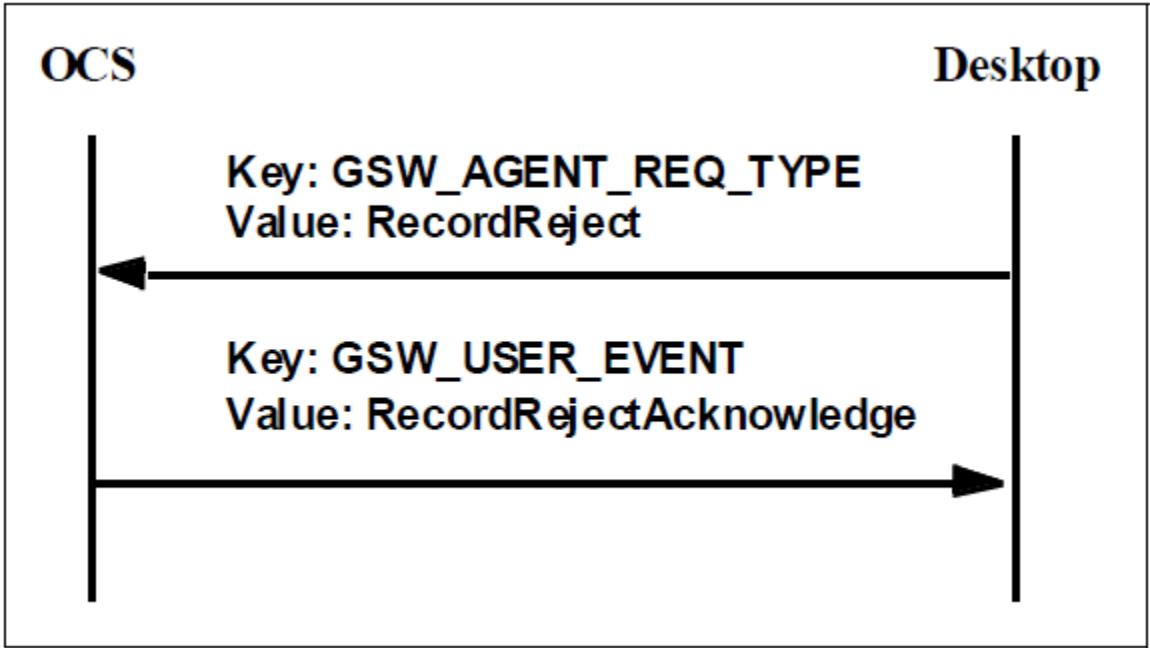 OCS
Desktop
Key: GSW_AGENT_REQ_TYPE
Value: RecordReject
Key: GSW_USER_EVENT
Value: RecordRejectAcknowledge